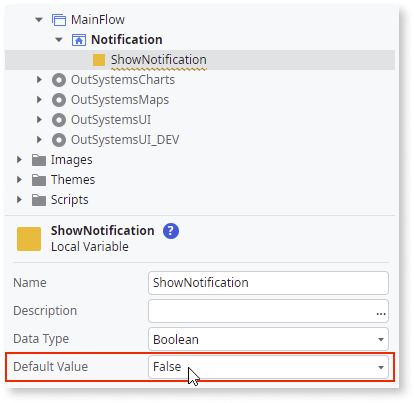 MainFlow
Notification
ShowNotification
OutSystemsCharts
OutSystemsMaps
OutSystemsUI
OutSystemsUI_DEV
Images
Themes
Scripts
ShowNotification ?
Local Variable
Name ShowNotification
Description ...
Data Type Boolean
Default Value False